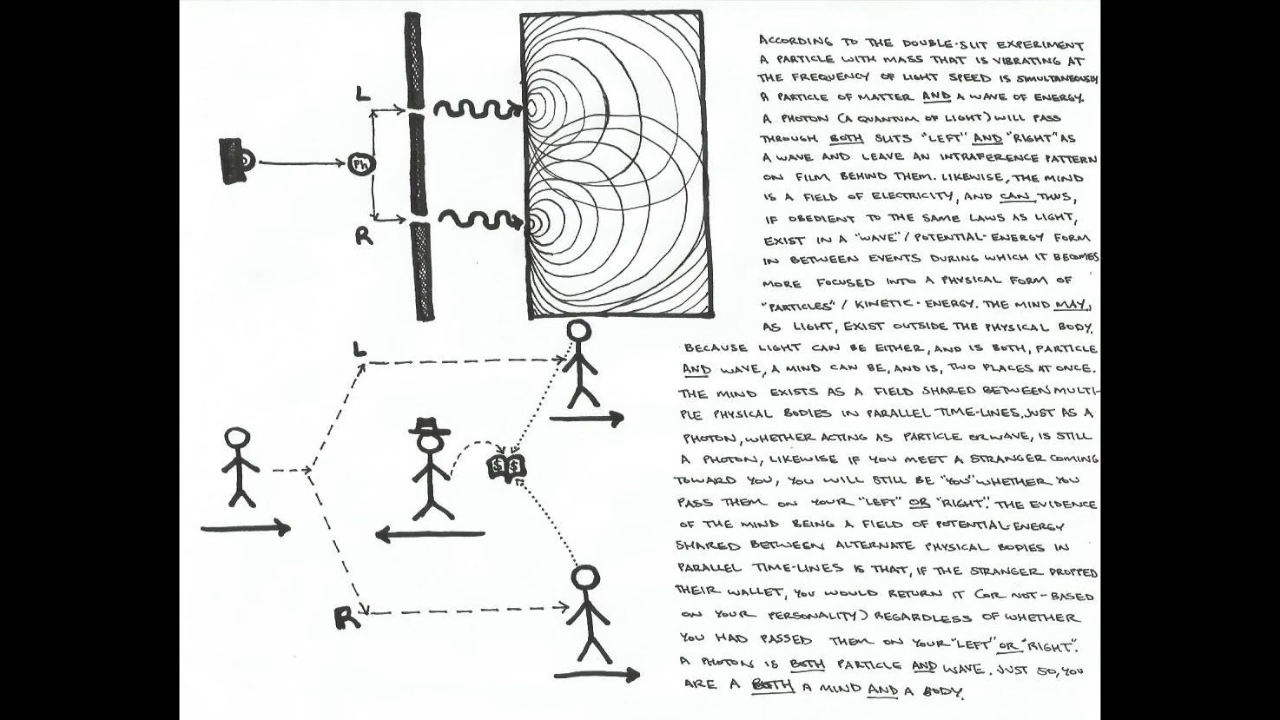 L
Ph
R
ACCORDING TO THE DOUBLE-SLIT EXPERIMENT
A PARTICLE WITH MASS THAT IS VIBRATING AT
THE FREQUENCY OF LIGHT SPEED IS SIMULTANEOUSLY
A PARTICLE OF MATTER AND A WAVE OF ENERGY.
A PHOTON (A QUANTUM OF LIGHT) WILL PASS
THROUGH BOTH SLITS "LEFT" AND "RIGHT" AS
A WAVE AND LEAVE AN INTRAFERENCE PATTERN
ON FILM BEHIND THEM. LIKEWISE, THE MIND
IS A FIELD OF ELECTRICITY, AND CAN THUS,
IF OBEDIENT TO THE SAME LAWS AS LIGHT,
EXIST IN A "WAVE" / POTENTIAL-ENERGY FORM
IN BETWEEN EVENTS DURING WHICH IT BECOMES
MORE FOCUSED INTO A PHYSICAL FORM OF
"PARTICLES" / KINETIC-ENERGY. THE MIND MAY,
AS LIGHT, EXIST OUTSIDE THE PHYSICAL BODY.
BECAUSE LIGHT CAN BE EITHER, AND IS BOTH, PARTICLE
AND WAVE, A MIND CAN BE, AND IS, TWO PLACES AT ONCE.
THE MIND EXISTS AS A FIELD SHARED BETWEEN MULTI-
PLE PHYSICAL BODIES IN PARALLEL TIME-LINES, JUST AS A
PHOTON, WHETHER ACTING AS PARTICLE OR WAVE, IS STILL
A PHOTON, LIKEWISE IF YOU MEET A STRANGER COMING
TOWARD YOU, YOU WILL STILL BE "YOU" WHETHER YOU
PASS THEM ON YOUR "LEFT" OR "RIGHT". THE EVIDENCE
OF THE MIND BEING A FIELD OF POTENTIAL-ENERGY
SHARED BETWEEN ALTERNATE PHYSICAL BODIES IN
PARALLEL TIME-LINES IS THAT, IF THE STRANGER DROPPED
THEIR WALLET, YOU WOULD RETURN IT (OR NOT-BASED
ON YOUR PERSONALITY) REGARDLESS OF WHETHER
YOU HAD PASSED THEM ON YOUR "LEFT" OR "RIGHT".
A PHOTON IS BOTH PARTICLE AND WAVE. JUST SO, YOU
ARE A BOTH A MIND AND A BODY.
L
$ $
R